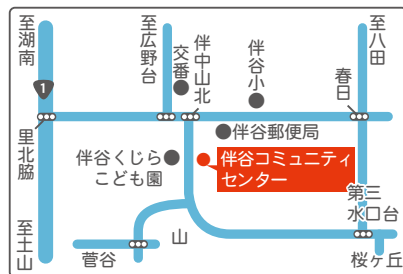 至湖南
至広野台
交番
伴中山北
伴谷小
春日
至八田
1
里北脇
伴谷郵便局
伴谷くじら
こども園
伴谷コミュニティ
センター
第三
水口台
至土山
菅谷
山
桜ヶ丘